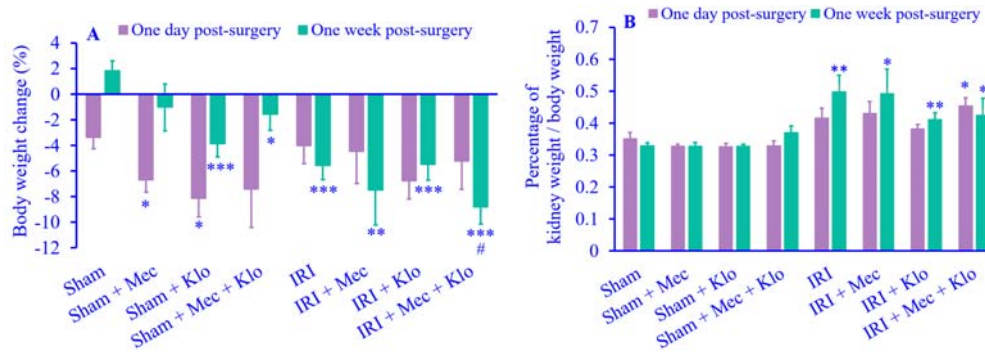 A
One day post-surgery
One week post-surgery
Body weight change (%)
4
2
0
-2
-4
-6
-8
-10
-12
*
*
***
*
***
**
***
***
#
Sham
Sham + Mec
Sham + Klo
Sham + Mec + Klo
IRI
IRI + Mec
IRI + Klo
IRI + Mec + Klo
B
One day post-surgery
One week post-surgery
Percentage of
kidney weight / body weight
0.7
0.6
0.5
0.4
0.3
0.2
0.1
0
**
*
**
*
*
Sham
Sham + Mec
Sham + Klo
Sham + Mec + Klo
IRI
IRI + Mec
IRI + Klo
IRI + Mec + Klo